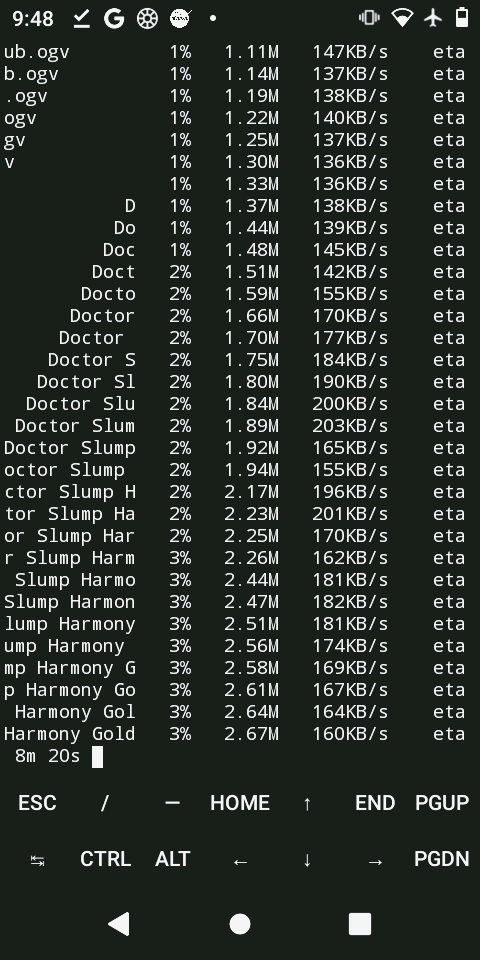 9:48
ub.ogv 1% 1.11M 147KB/s eta
b.ogv 1% 1.14M 137KB/s eta
.ogv 1% 1.19M 138KB/s eta
ogv 1% 1.22M 140KB/s eta
gv 1% 1.25M 137KB/s eta
v 1% 1.30M 136KB/s eta
1% 1.33M 136KB/s eta
D 1% 1.37M 138KB/s eta
Do 1% 1.44M 139KB/s eta
Doc 1% 1.48M 145KB/s eta
Doct 2% 1.51M 142KB/s eta
Docto 2% 1.59M 155KB/s eta
Doctor 2% 1.66M 170KB/s eta
Doctor 2% 1.70M 177KB/s eta
Doctor S 2% 1.75M 184KB/s eta
Doctor Sl 2% 1.80M 190KB/s eta
Doctor Slu 2% 1.84M 200KB/s eta
Doctor Slum 2% 1.89M 203KB/s eta
Doctor Slump 2% 1.92M 165KB/s eta
octor Slump 2% 1.94M 155KB/s eta
ctor Slump H 2% 2.17M 196KB/s eta
tor Slump Ha 2% 2.23M 201KB/s eta
or Slump Har 2% 2.25M 170KB/s eta
r Slump Harm 3% 2.26M 162KB/s eta
Slump Harmo 3% 2.44M 181KB/s eta
Slump Harmon 3% 2.47M 182KB/s eta
lump Harmony 3% 2.51M 181KB/s eta
ump Harmony 3% 2.56M 174KB/s eta
mp Harmony G 3% 2.58M 169KB/s eta
p Harmony Go 3% 2.61M 167KB/s eta
Harmony Gol 3% 2.64M 164KB/s eta
Harmony Gold 3% 2.67M 160KB/s eta
8m 20s
ESC / — HOME ↑ END PGUP
↹ CTRL ALT ← ↓ → PGDN